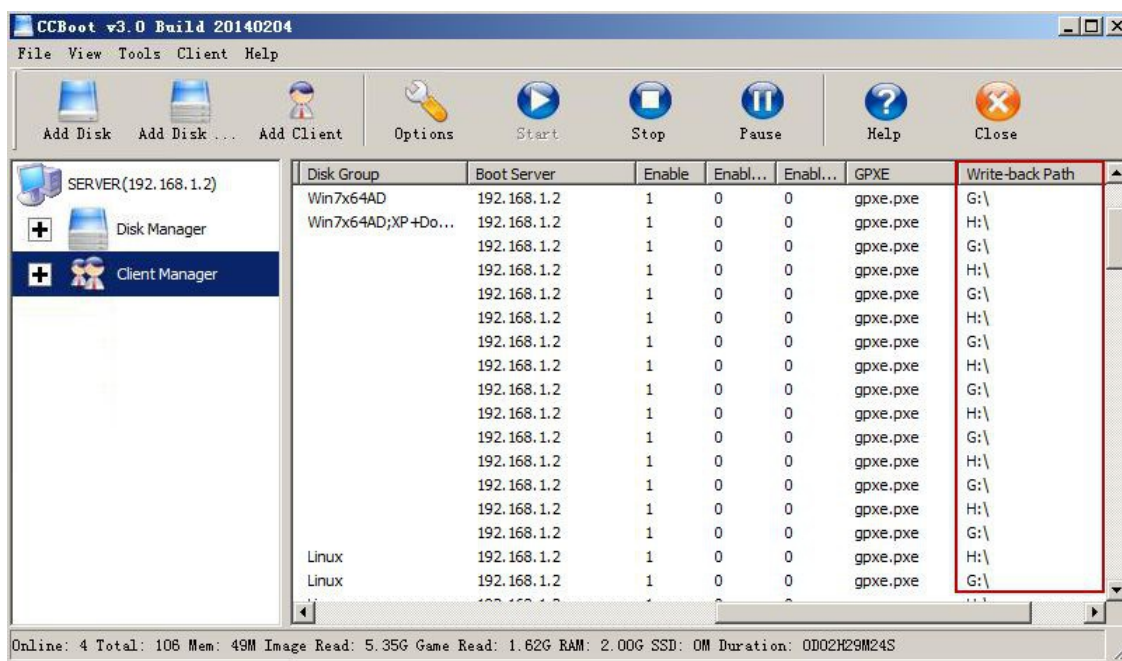 CCBoot v3.0 Build 20140204
File View Tools Client Help
Add Disk Add Disk ... Add Client Options Start Stop Pause Help Close
SERVER(192.168.1.2)
Disk Manager
Client Manager
Disk Group Boot Server Enable Enabl... Enabl... GPXE Write-back Path
Win7x64AD 192.168.1.2 1 0 0 gpxe.pxe G:\
Win7x64AD;XP+Do... 192.168.1.2 1 0 0 gpxe.pxe H:\
192.168.1.2 1 0 0 gpxe.pxe G:\
192.168.1.2 1 0 0 gpxe.pxe H:\
192.168.1.2 1 0 0 gpxe.pxe G:\
192.168.1.2 1 0 0 gpxe.pxe H:\
192.168.1.2 1 0 0 gpxe.pxe G:\
192.168.1.2 1 0 0 gpxe.pxe H:\
192.168.1.2 1 0 0 gpxe.pxe G:\
192.168.1.2 1 0 0 gpxe.pxe H:\
192.168.1.2 1 0 0 gpxe.pxe G:\
192.168.1.2 1 0 0 gpxe.pxe H:\
192.168.1.2 1 0 0 gpxe.pxe G:\
192.168.1.2 1 0 0 gpxe.pxe H:\
192.168.1.2 1 0 0 gpxe.pxe G:\
Linux 192.168.1.2 1 0 0 gpxe.pxe H:\
Linux 192.168.1.2 1 0 0 gpxe.pxe G:\
Online: 4 Total: 106 Mem: 49M Image Read: 5.35G Game Read: 1.62G RAM: 2.00G SSD: 0M Duration: 0D02H29M24S